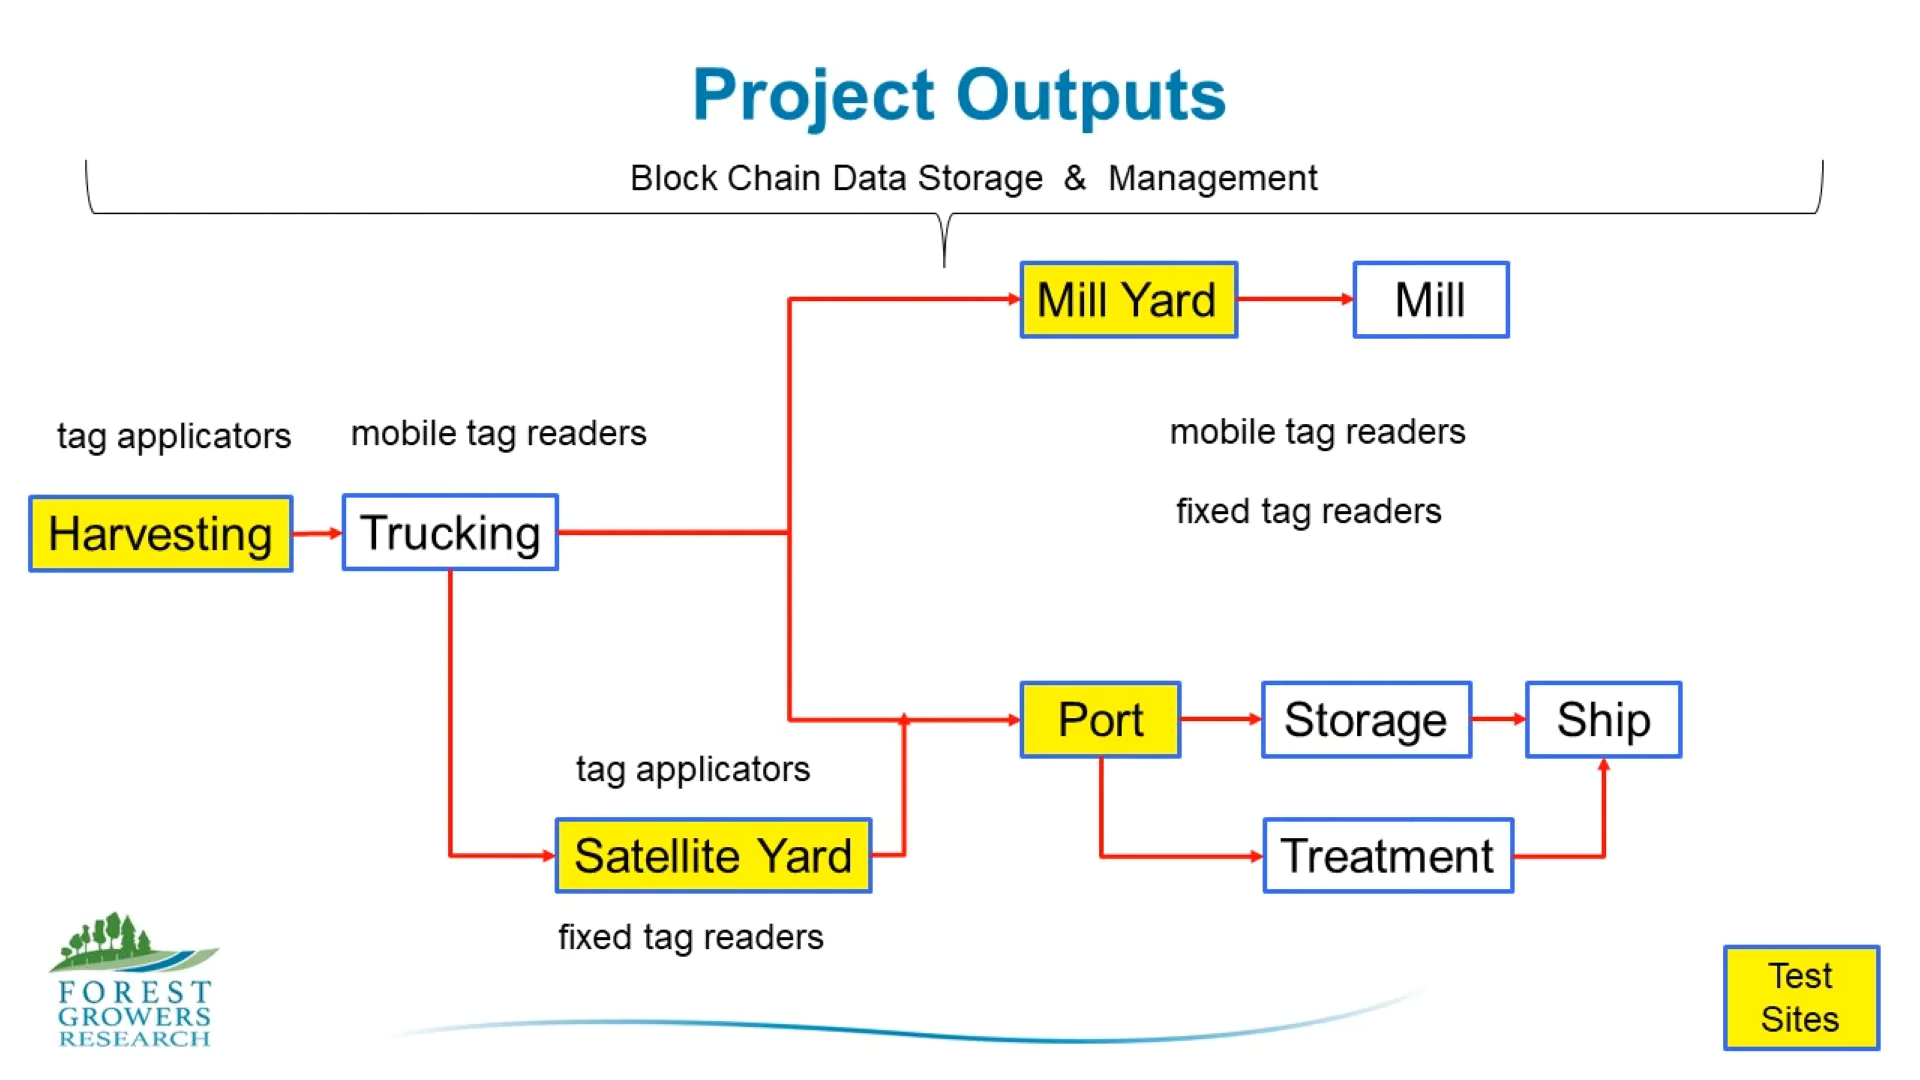 Project Outputs
Block Chain Data Storage & Management
Mill Yard
Mill
tag applicators
mobile tag readers
mobile tag readers
fixed tag readers
Harvesting
Trucking
Port
Storage
Ship
tag applicators
Satellite Yard
Treatment
fixed tag readers
FOREST
GROWERS
RESEARCH
Test
Sites